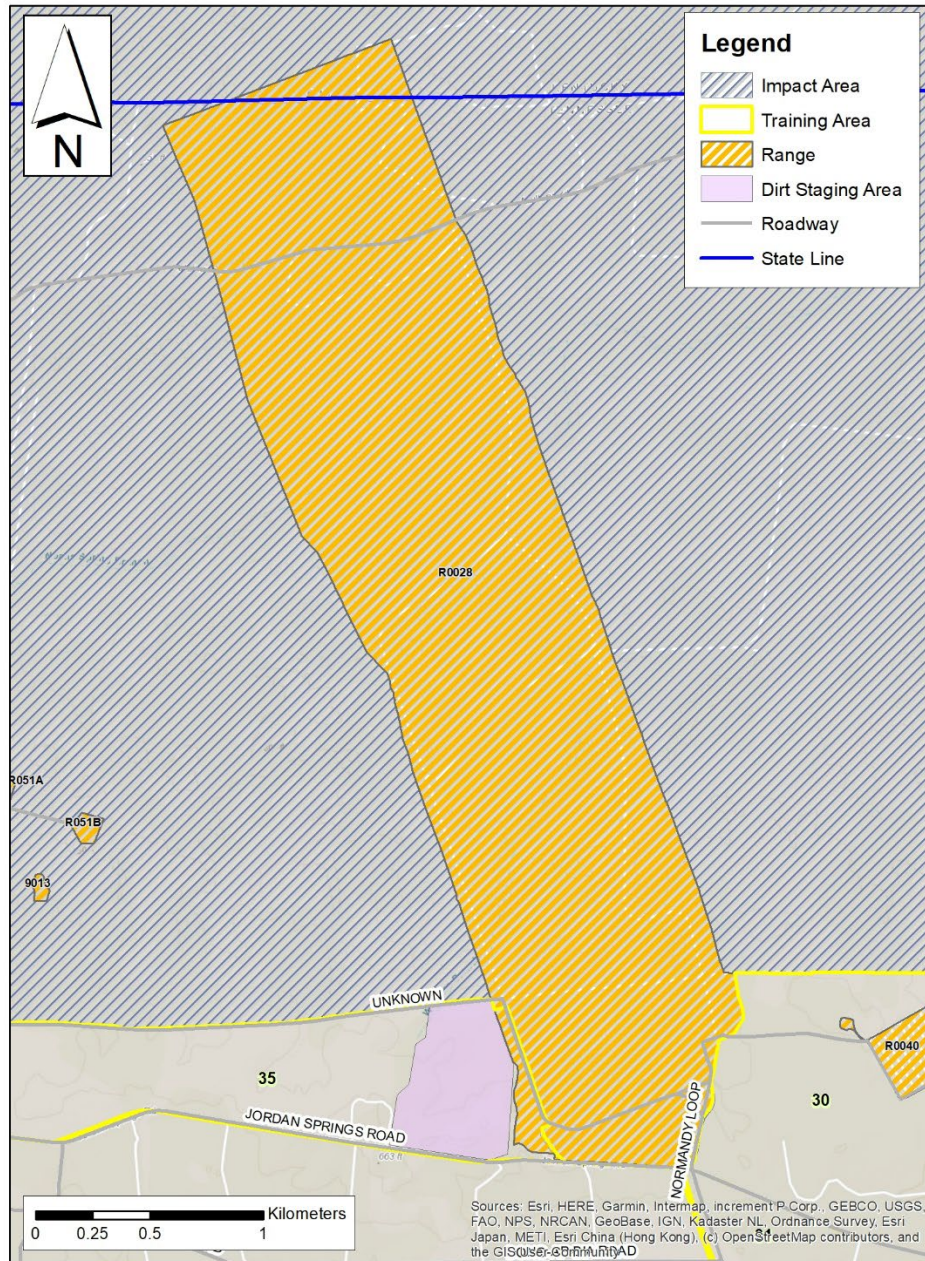 N
Legend
Impact Area
Training Area
Range
Dirt Staging Area
Roadway
State Line
R0028
R051A
R051B
9013
UNKNOWN
35
R0040
30
JORDAN SPRINGS ROAD
663 ft
NORMANDY LOOP
Kilometers
0 0.25 0.5 1
Sources: Esri, HERE, Garmin, Intermap, increment P Corp., GEBCO, USGS,
FAO, NPS, NRCAN, GeoBase, IGN, Kadaster NL, Ordnance Survey, Esri
Japan, METI, Esri China (Hong Kong), (c) OpenStreetMap contributors, and
the GIS User Community
ROAD